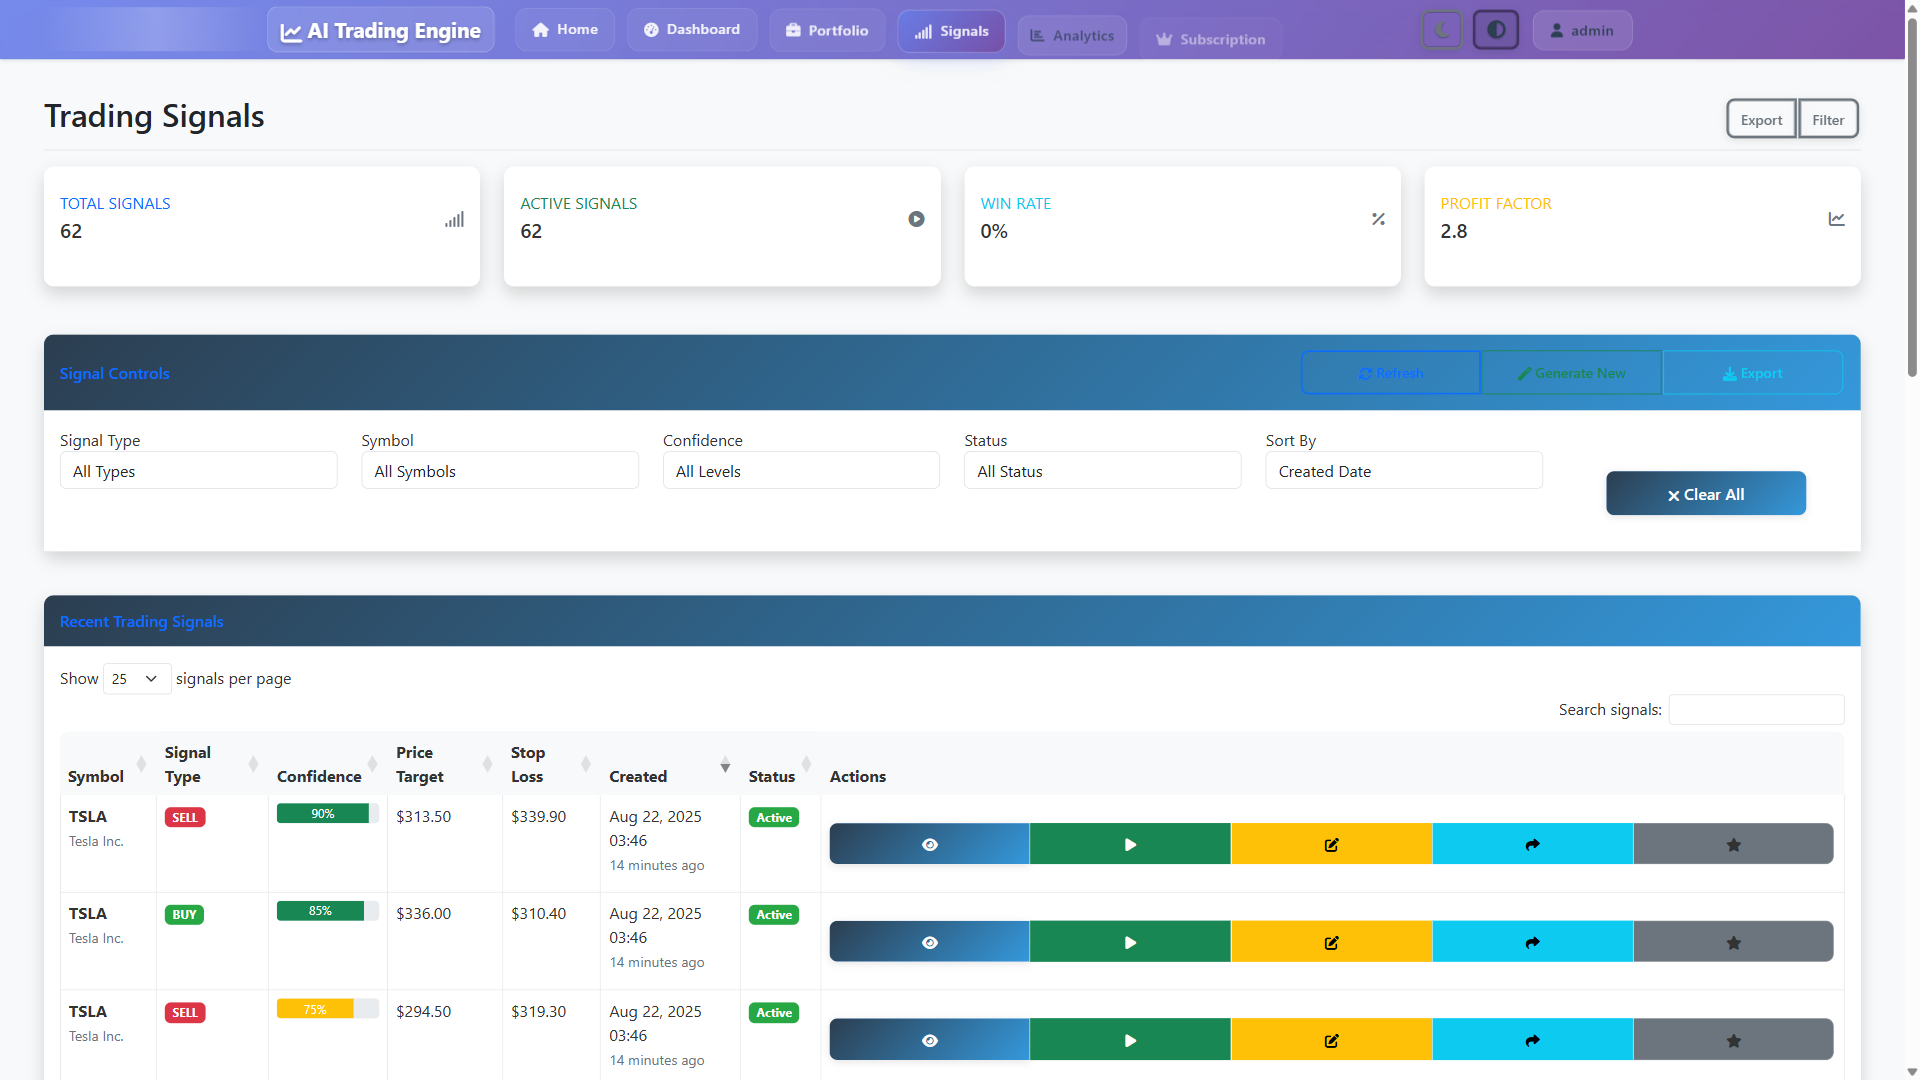 AI Trading Engine
Home
Dashboard
Portfolio
Signals
Analytics
Subscription
admin
Trading Signals
Export
Filter
TOTAL SIGNALS
62
ACTIVE SIGNALS
62
WIN RATE
0%
PROFIT FACTOR
2.8
Signal Controls
Refresh
Generate New
Export
Signal Type
All Types
Symbol
All Symbols
Confidence
All Levels
Status
All Status
Sort By
Created Date
Clear All
Recent Trading Signals
Show 25 signals per page
Search signals:
Symbol
Signal
Type
Confidence
Price
Target
Stop
Loss
Created
Status
Actions
TSLA
Tesla Inc.
SELL
90%
$313.50
$339.90
Aug 22, 2025
03:46
14 minutes ago
Active
TSLA
Tesla Inc.
BUY
85%
$336.00
$310.40
Aug 22, 2025
03:46
14 minutes ago
Active
TSLA
Tesla Inc.
SELL
75%
$294.50
$319.30
Aug 22, 2025
03:46
14 minutes ago
Active